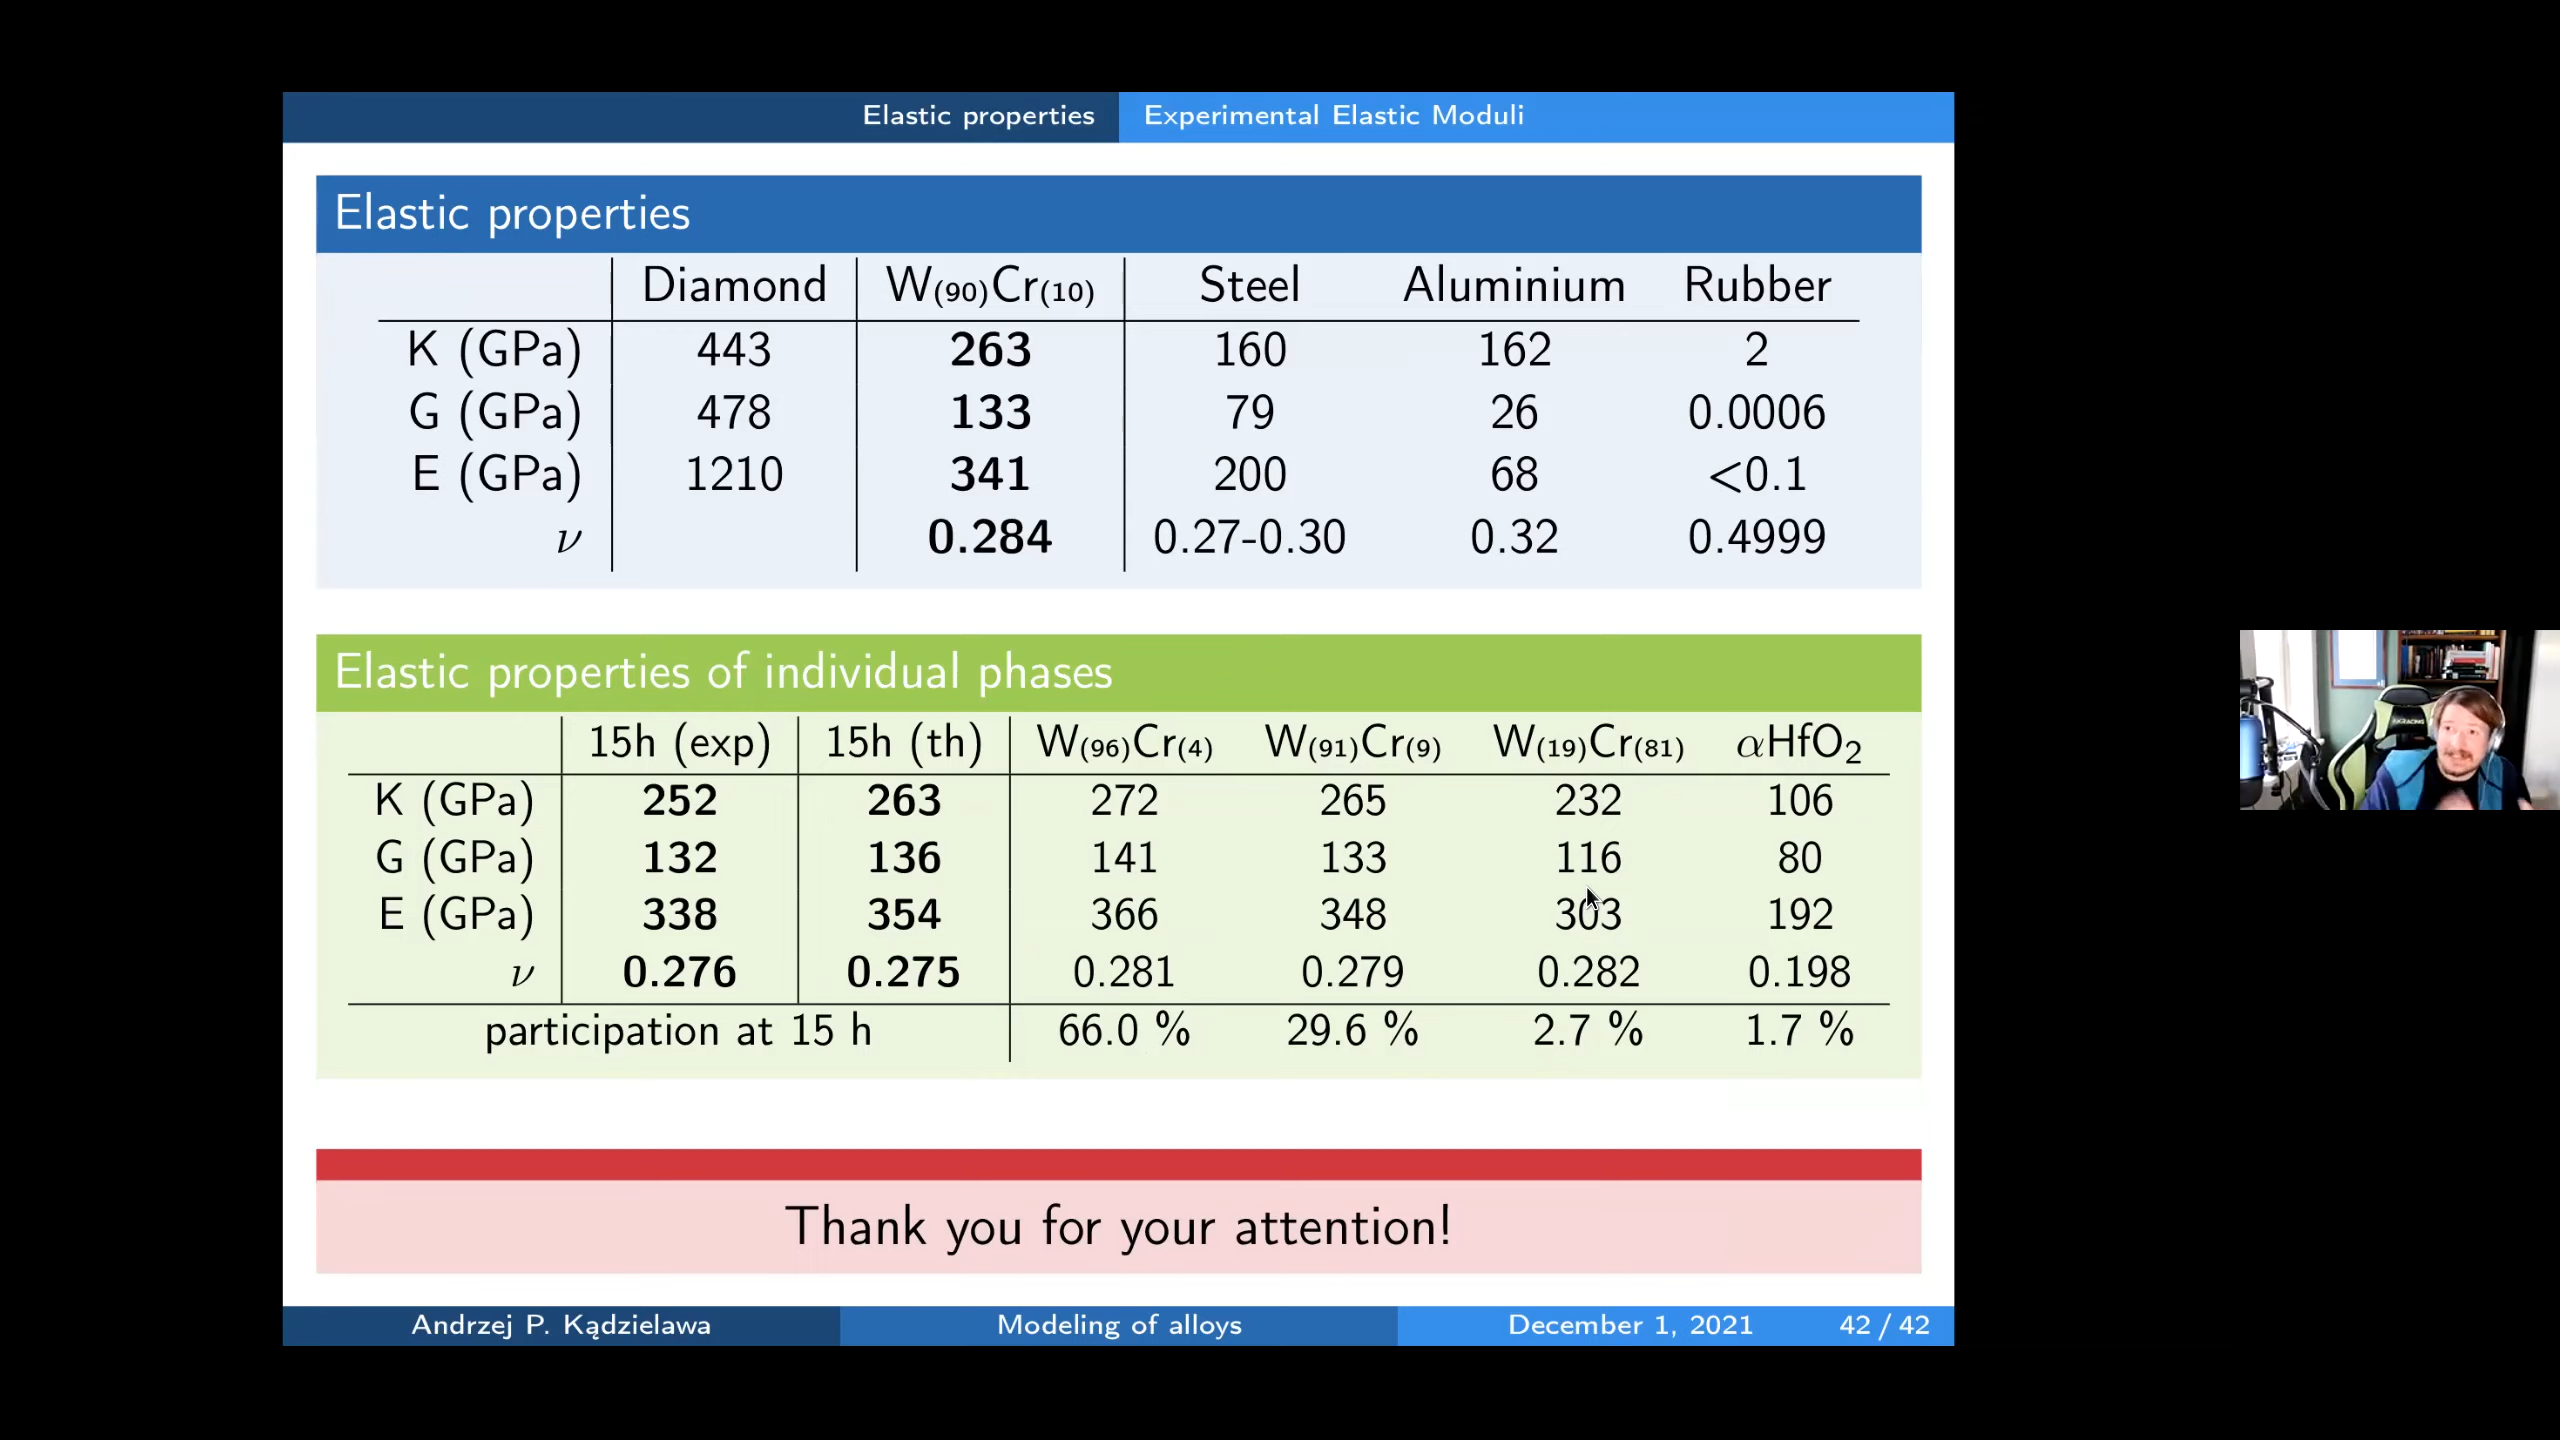 Elastic properties Experimental Elastic Moduli
Elastic properties
Diamond W(90)Cr(10) Steel Aluminium Rubber
K (GPa) 443 263 160 162 2
G (GPa) 478 133 79 26 0.0006
E (GPa) 1210 341 200 68 <0.1
ν 0.284 0.27-0.30 0.32 0.4999
Elastic properties of individual phases
15h (exp) 15h (th) W(96)Cr(4) W(91)Cr(9) W(19)Cr(81) αHfO₂
K (GPa) 252 263 272 265 232 106
G (GPa) 132 136 141 133 116 80
E (GPa) 338 354 366 348 303 192
ν 0.276 0.275 0.281 0.279 0.282 0.198
participation at 15 h 66.0 % 29.6 % 2.7 % 1.7 %
Thank you for your attention!
Andrzej P. Kądzielawa Modeling of alloys December 1, 2021 42 / 42